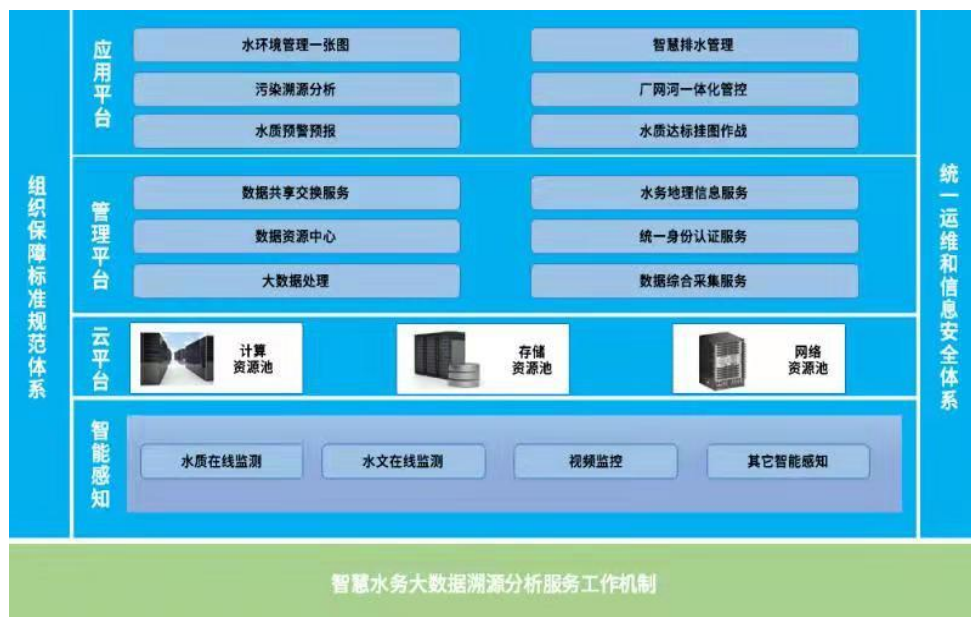 组织保障标准规范体系
应用平台
水环境管理一张图
智慧排水管理
污染溯源分析
厂网河一体化管控
水质预警预报
水质达标挂图作战
管理平台
数据共享交换服务
水务地理信息服务
数据资源中心
统一身份认证服务
大数据处理
数据综合采集服务
云平台
计算
资源池
存储
资源池
网络
资源池
智能感知
水质在线监测
水文在线监测
视频监控
其它智能感知
统一运维和信息安全体系
智慧水务大数据溯源分析服务工作机制